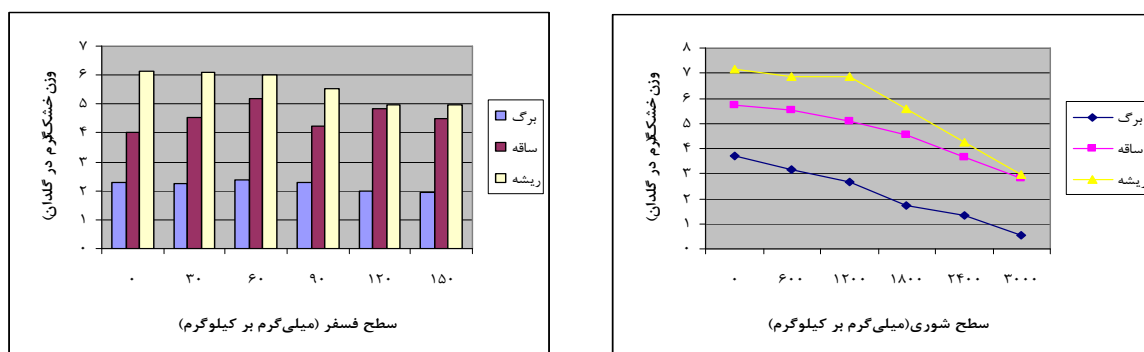 وزن خشک(گرم در گلدان)
۷
۶
۵
۴
۳
۲
۱
۰
۰ ۳۰ ۶۰ ۹۰ ۱۲۰ ۱۵۰
سطح فسفر (میلی‌گرم بر کیلوگرم)
برگ
ساقه
ریشه
وزن خشک(گرم در گلدان)
۸
۷
۶
۵
۴
۳
۲
۱
۰
۰ ۶۰۰ ۱۲۰۰ ۱۸۰۰ ۲۴۰۰ ۳۰۰۰
سطح شوری(میلی‌گرم بر کیلوگرم)
برگ
ساقه
ریشه